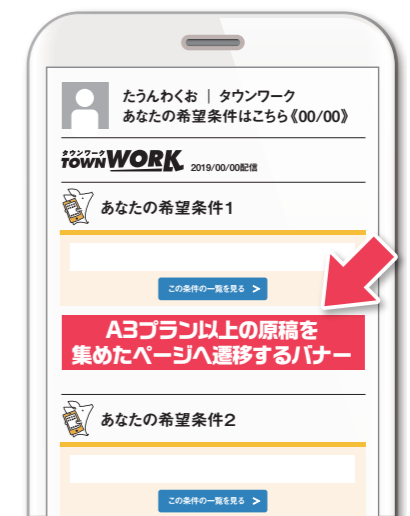 たうんわくお | タウンワーク
あなたの希望条件はこちら《00/00》
タウンワーク
TOWNWORK 2019/00/00配信
あなたの希望条件1
この条件の一覧を見る >
A3プラン以上の原稿を
集めたページへ遷移するバナー
あなたの希望条件2
この条件の一覧を見る >